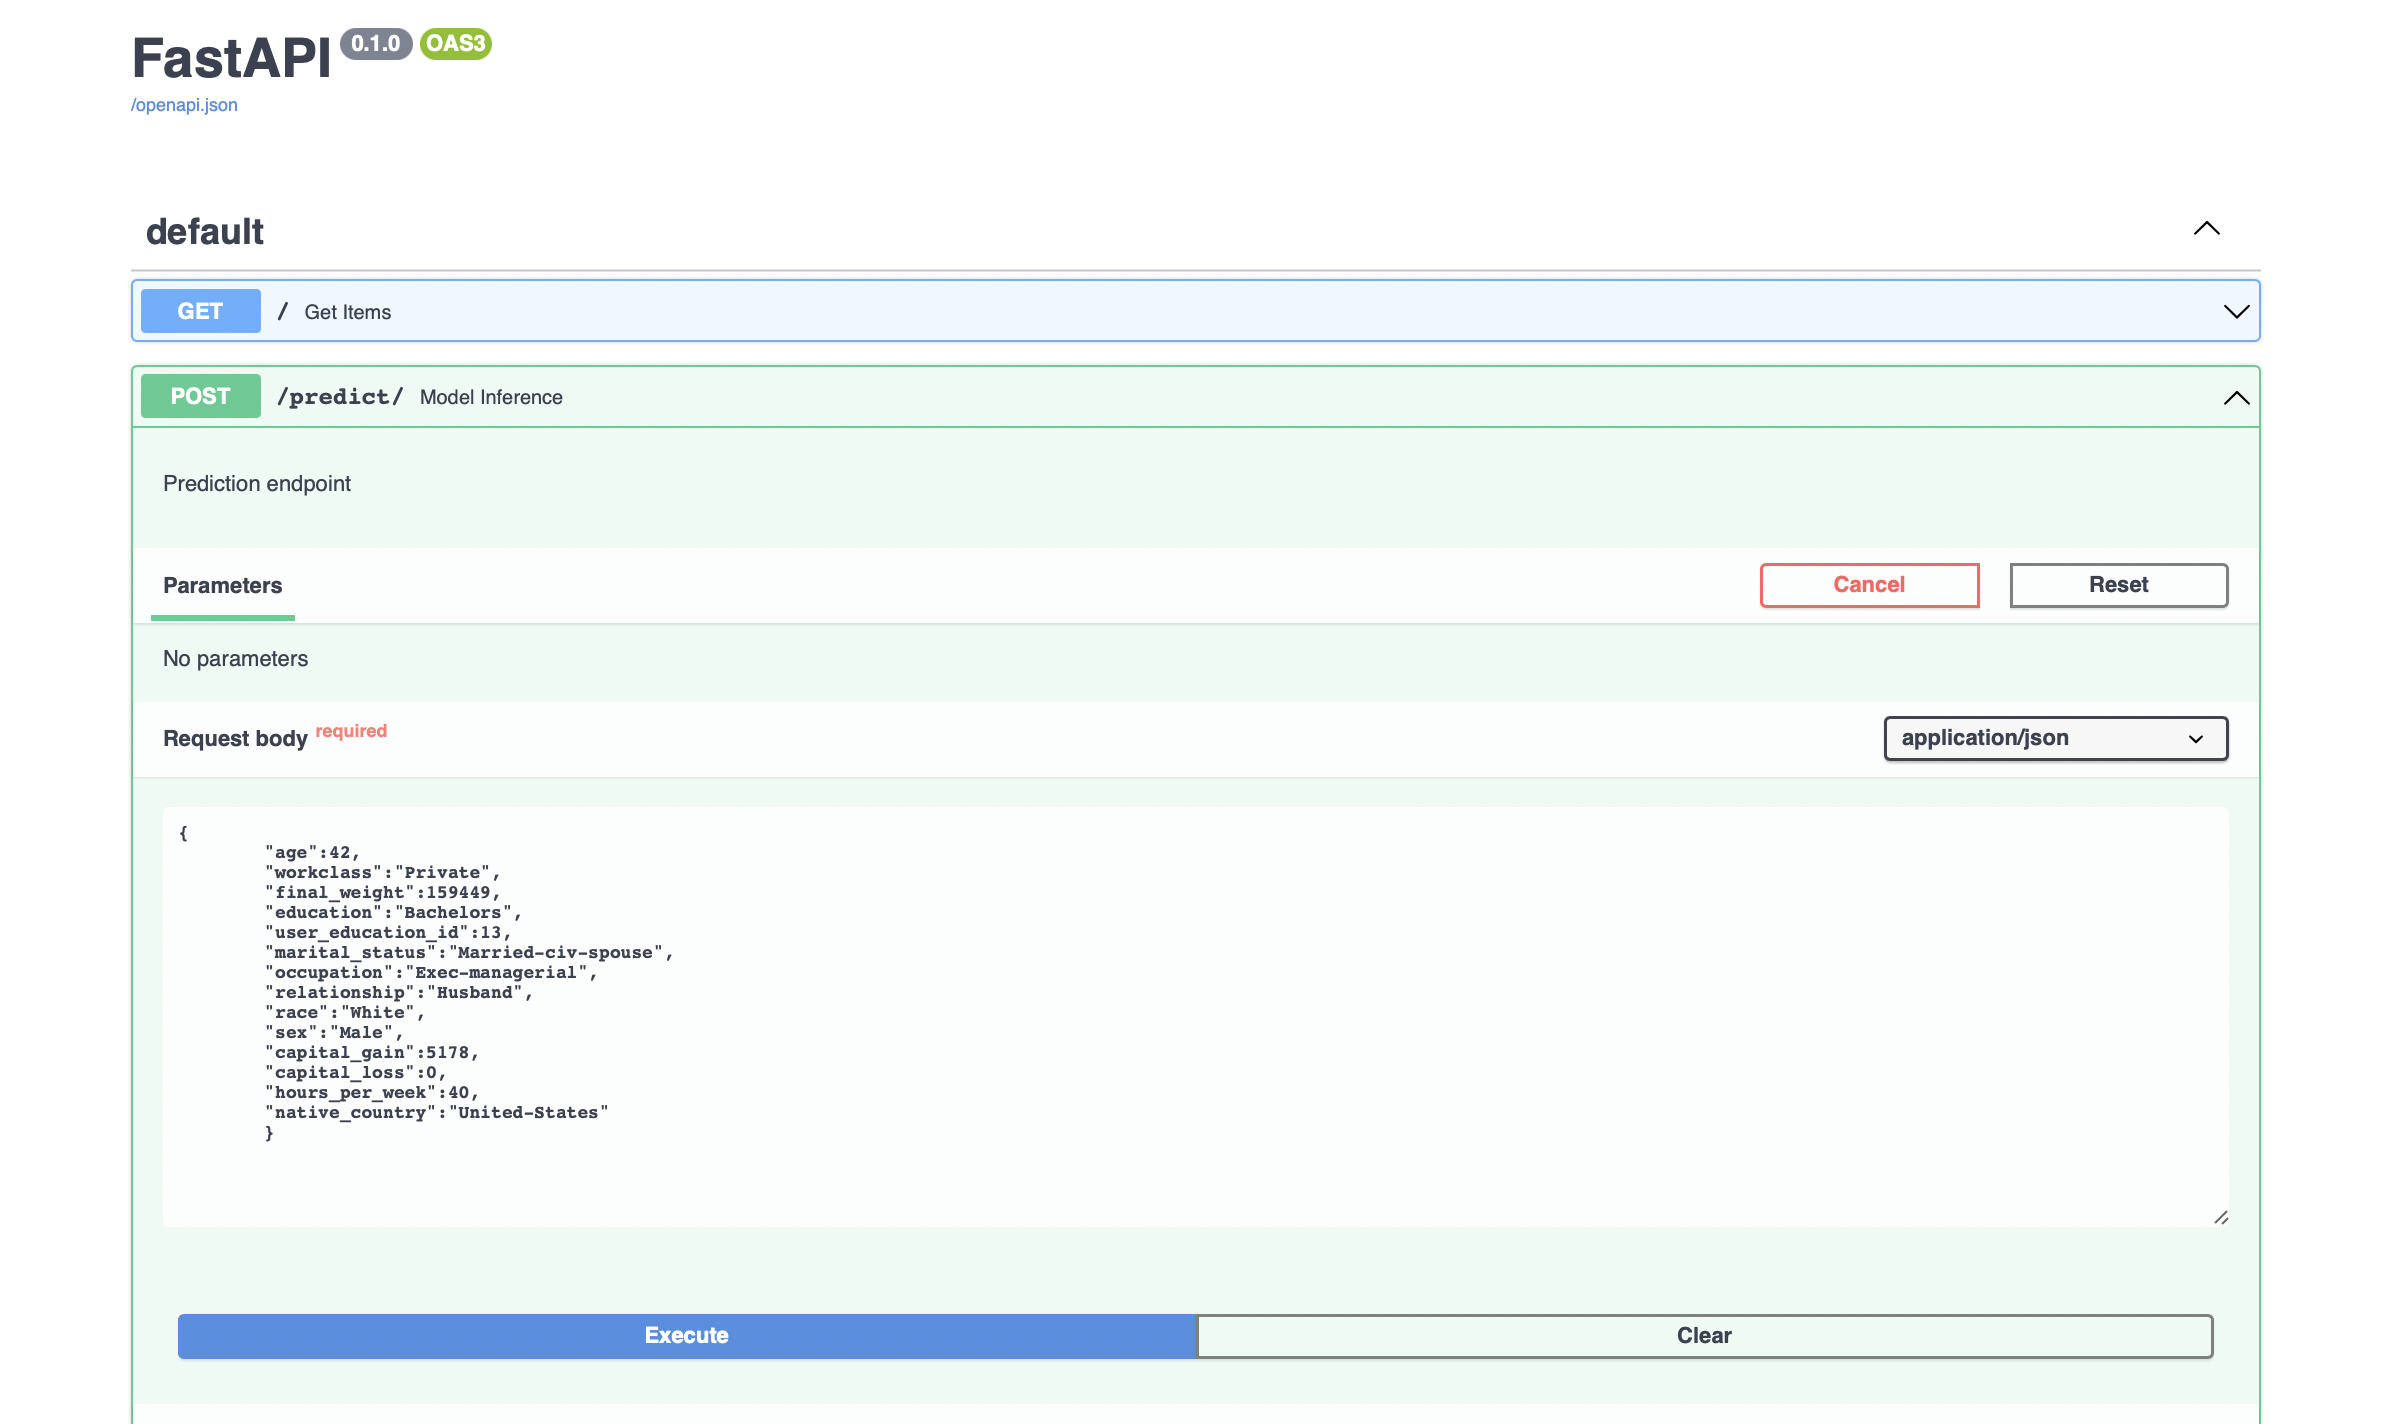 FastAPI 0.1.0 OAS3
/openapi.json
default
GET / Get Items
POST /predict/ Model Inference
Prediction endpoint
Parameters Cancel Reset
No parameters
Request body required application/json
{
"age":42,
"workclass":"Private",
"final_weight":159449,
"education":"Bachelors",
"user_education_id":13,
"marital_status":"Married-civ-spouse",
"occupation":"Exec-managerial",
"relationship":"Husband",
"race":"White",
"sex":"Male",
"capital_gain":5178,
"capital_loss":0,
"hours_per_week":40,
"native_country":"United-States"
}
Execute Clear